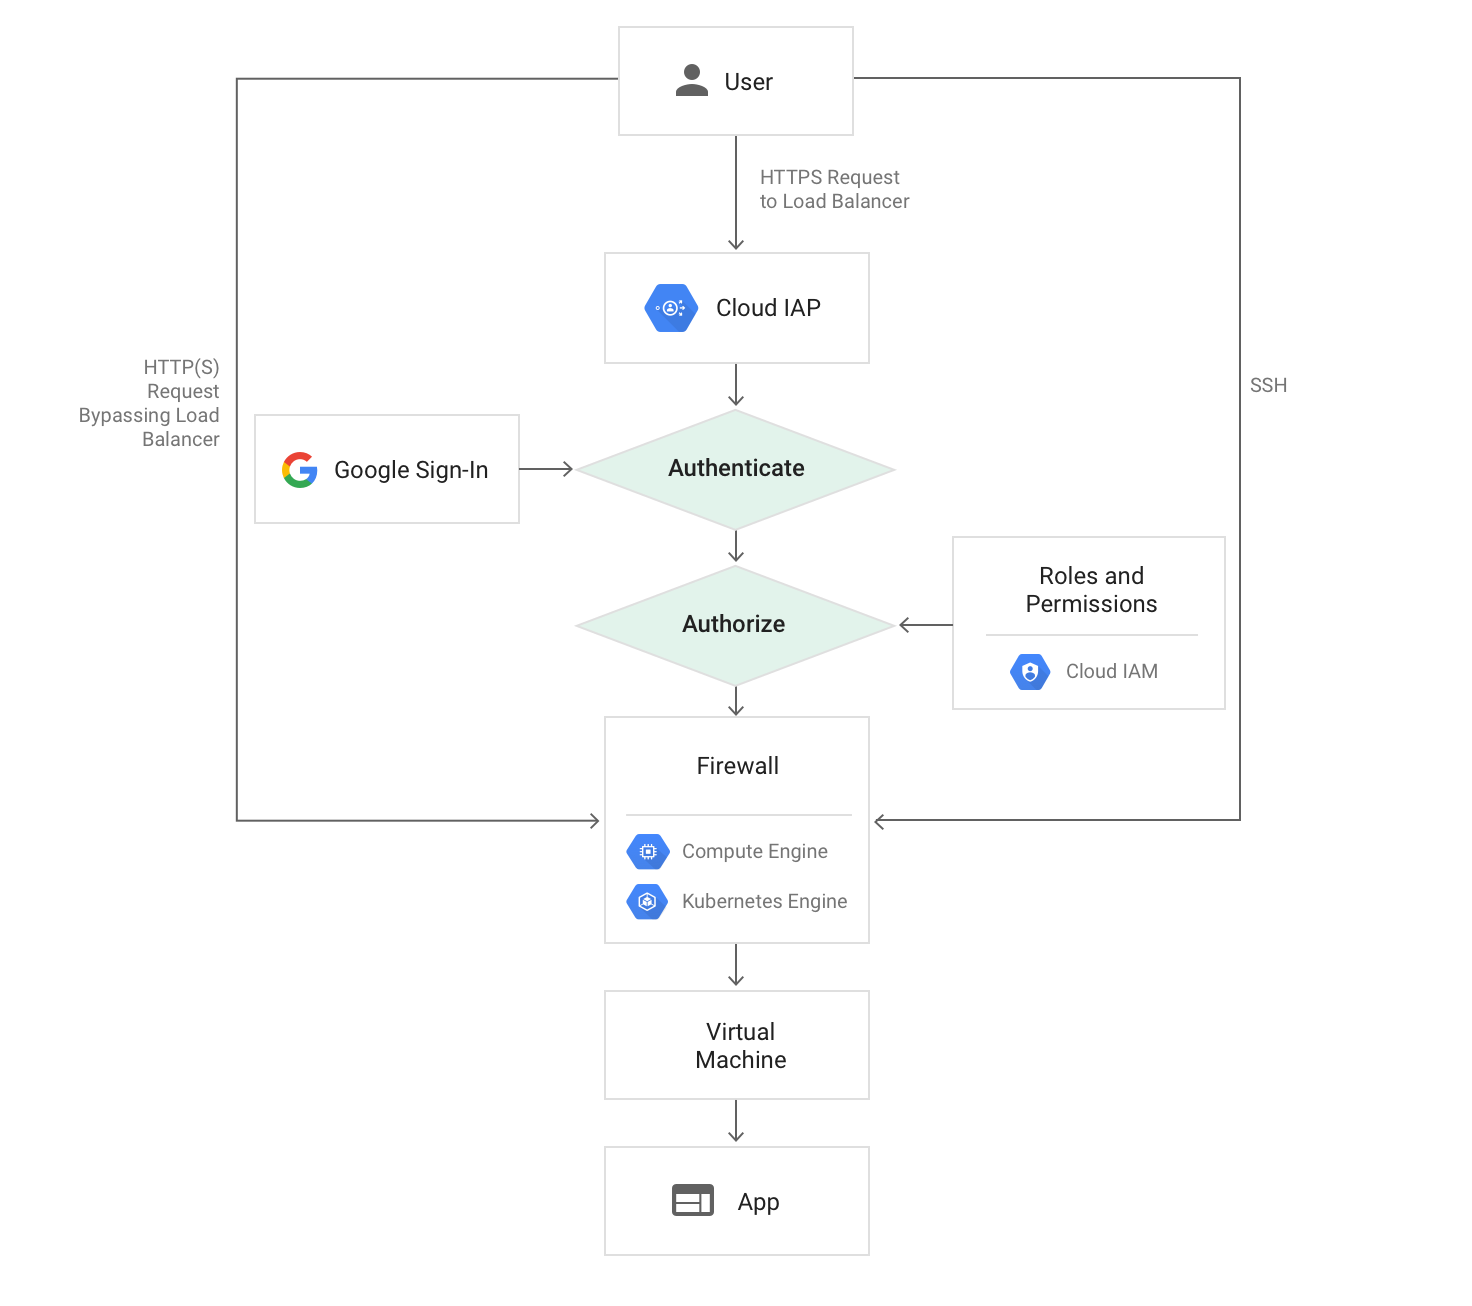 User
HTTPS Request
to Load Balancer
Cloud IAP
HTTP(S)
Request
Bypassing Load
Balancer
SSH
Google Sign-In
Authenticate
Roles and
Permissions
Cloud IAM
Authorize
Firewall
Compute Engine
Kubernetes Engine
Virtual
Machine
App